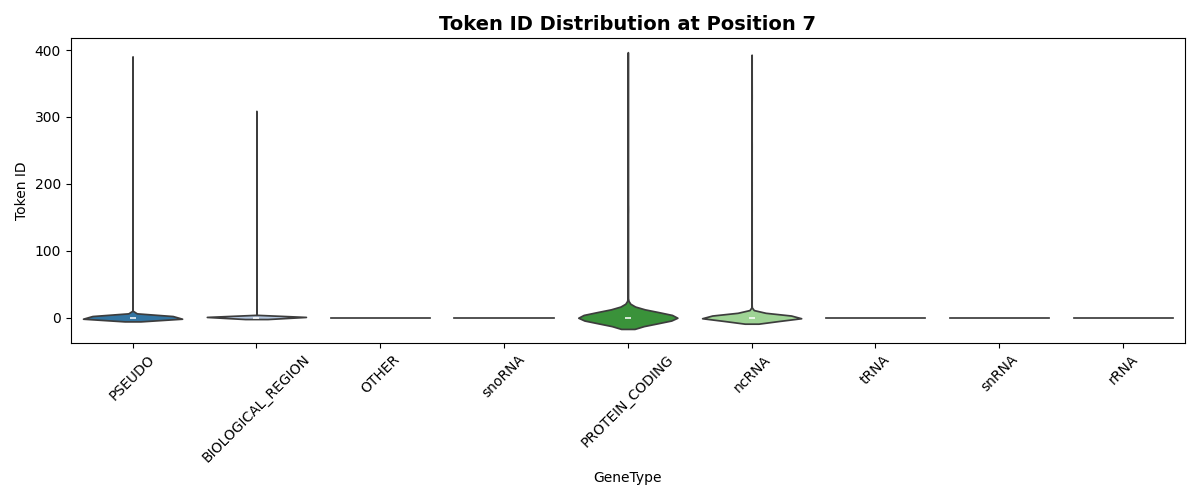 Token ID Distribution at Position 7
Token ID
400
300
200
100
0
PSEUDO
BIOLOGICAL_REGION
OTHER
snoRNA
PROTEIN_CODING
ncRNA
tRNA
snRNA
rRNA
GeneType